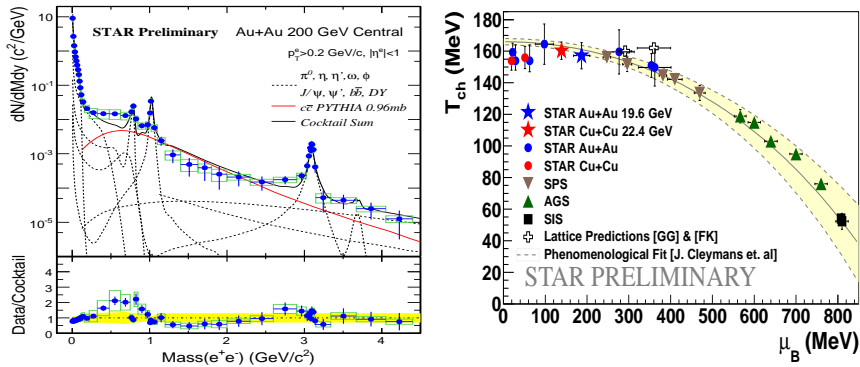 STAR Preliminary
Au+Au 200 GeV Central
p_T^e>0.2 GeV/c, |η^e|<1
π⁰, η, η', ω, φ
J/ψ, ψ', bb̅, DY
cc̅ PYTHIA 0.96mb
Cocktail Sum
dN/dMdy (c²/GeV)
10
10⁻¹
10⁻³
10⁻⁵
Data/Cocktail
4
3
2
1
0
0 1 2 3 4
Mass(e⁺e⁻) (GeV/c²)
T_ch (MeV)
180
160
140
120
100
80
60
40
20
0
STAR Au+Au 19.6 GeV
STAR Cu+Cu 22.4 GeV
STAR Au+Au
STAR Cu+Cu
SPS
AGS
SIS
Lattice Predictions [GG] & [FK]
Phenomenological Fit [J. Cleymans et. al]
STAR PRELIMINARY
0 100 200 300 400 500 600 700 800
μ_B (MeV)